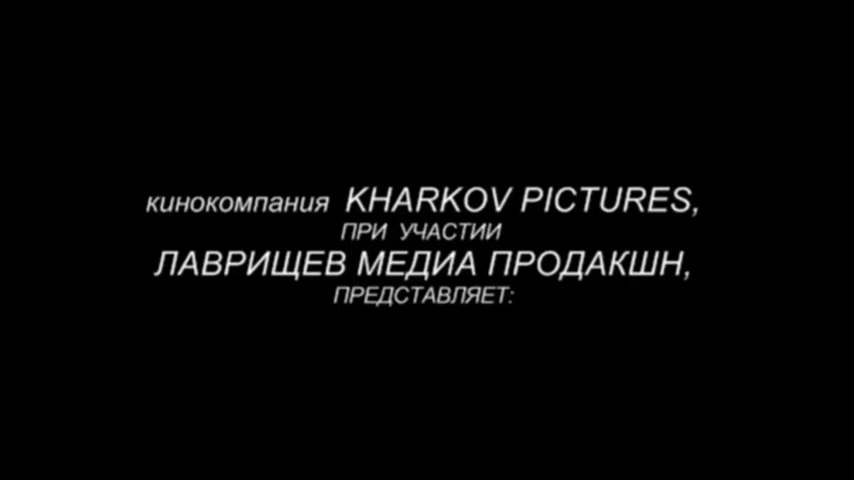 кинокомпания KHARKOV PICTURES,
ПРИ УЧАСТИИ
ЛАВРИЩЕВ МЕДИА ПРОДАКШН,
ПРЕДСТАВЛЯЕТ: